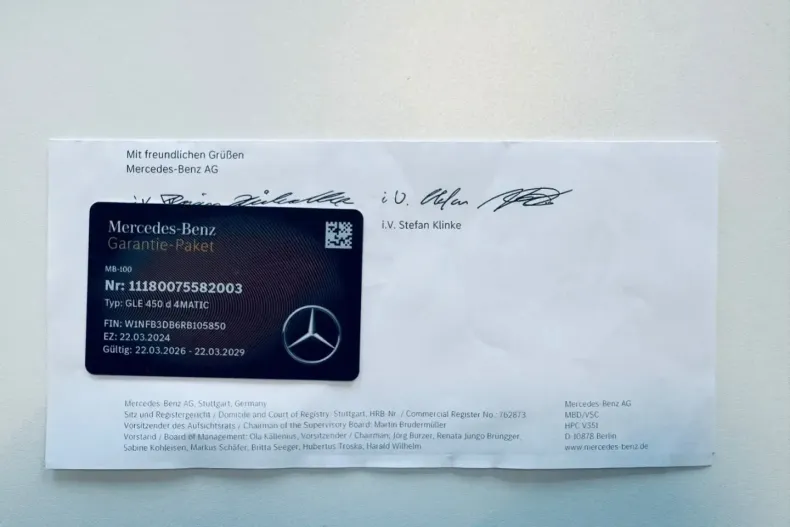 Mit freundlichen Grüßen
Mercedes-Benz AG
i.V. i.V. Stefan
i.V. Stefan Klinke
Mercedes-Benz
Garantie-Paket
MB-100
Nr: 11180075582003
Typ: GLE 450 d 4MATIC
FIN: W1NFB3DB6RB105850
EZ: 22.03.2024
Gültig: 22.03.2026 - 22.03.2029
Mercedes-Benz AG, Stuttgart, Germany
Sitz und Registergericht / Domicile and Court of Registry: Stuttgart, HRB-Nr. / Commercial Register No.: 762873
Vorsitzender des Aufsichtsrats / Chairman of the Supervisory Board: Martin Brudermüller
Vorstand / Board of Management: Ola Källenius, Vorsitzender / Chairman; Jörg Burzer, Renata Jungo Brüngger,
Sabine Kohleisen, Markus Schäfer, Britta Seeger, Hubertus Troska, Harald Wilhelm
Mercedes-Benz AG
MBD/VSC
HPC V351
D-10878 Berlin
www.mercedes-benz.de